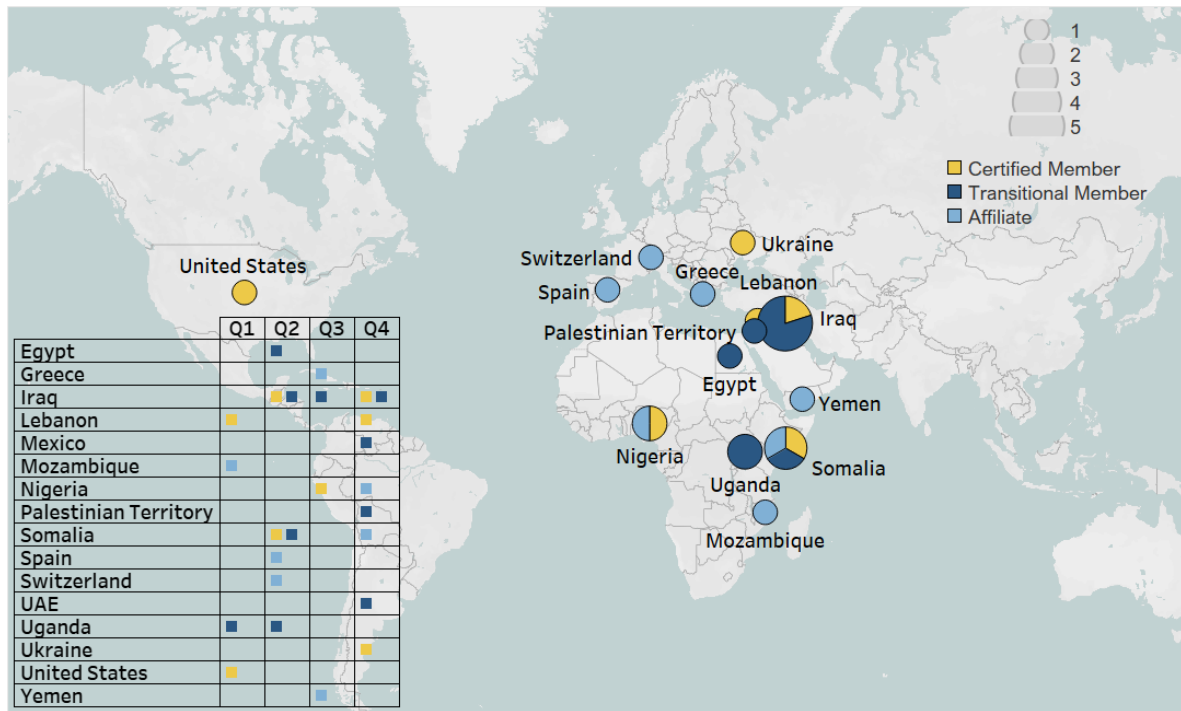 1
2
3
4
5
Certified Member
Transitional Member
Affiliate
Ukraine
Switzerland
Greece
Lebanon
United States
Spain
Iraq
Palestinian Territory
Egypt
Yemen
Nigeria
Somalia
Uganda
Mozambique
Q1 Q2 Q3 Q4
Egypt
Greece
Iraq
Lebanon
Mexico
Mozambique
Nigeria
Palestinian Territory
Somalia
Spain
Switzerland
UAE
Uganda
Ukraine
United States
Yemen